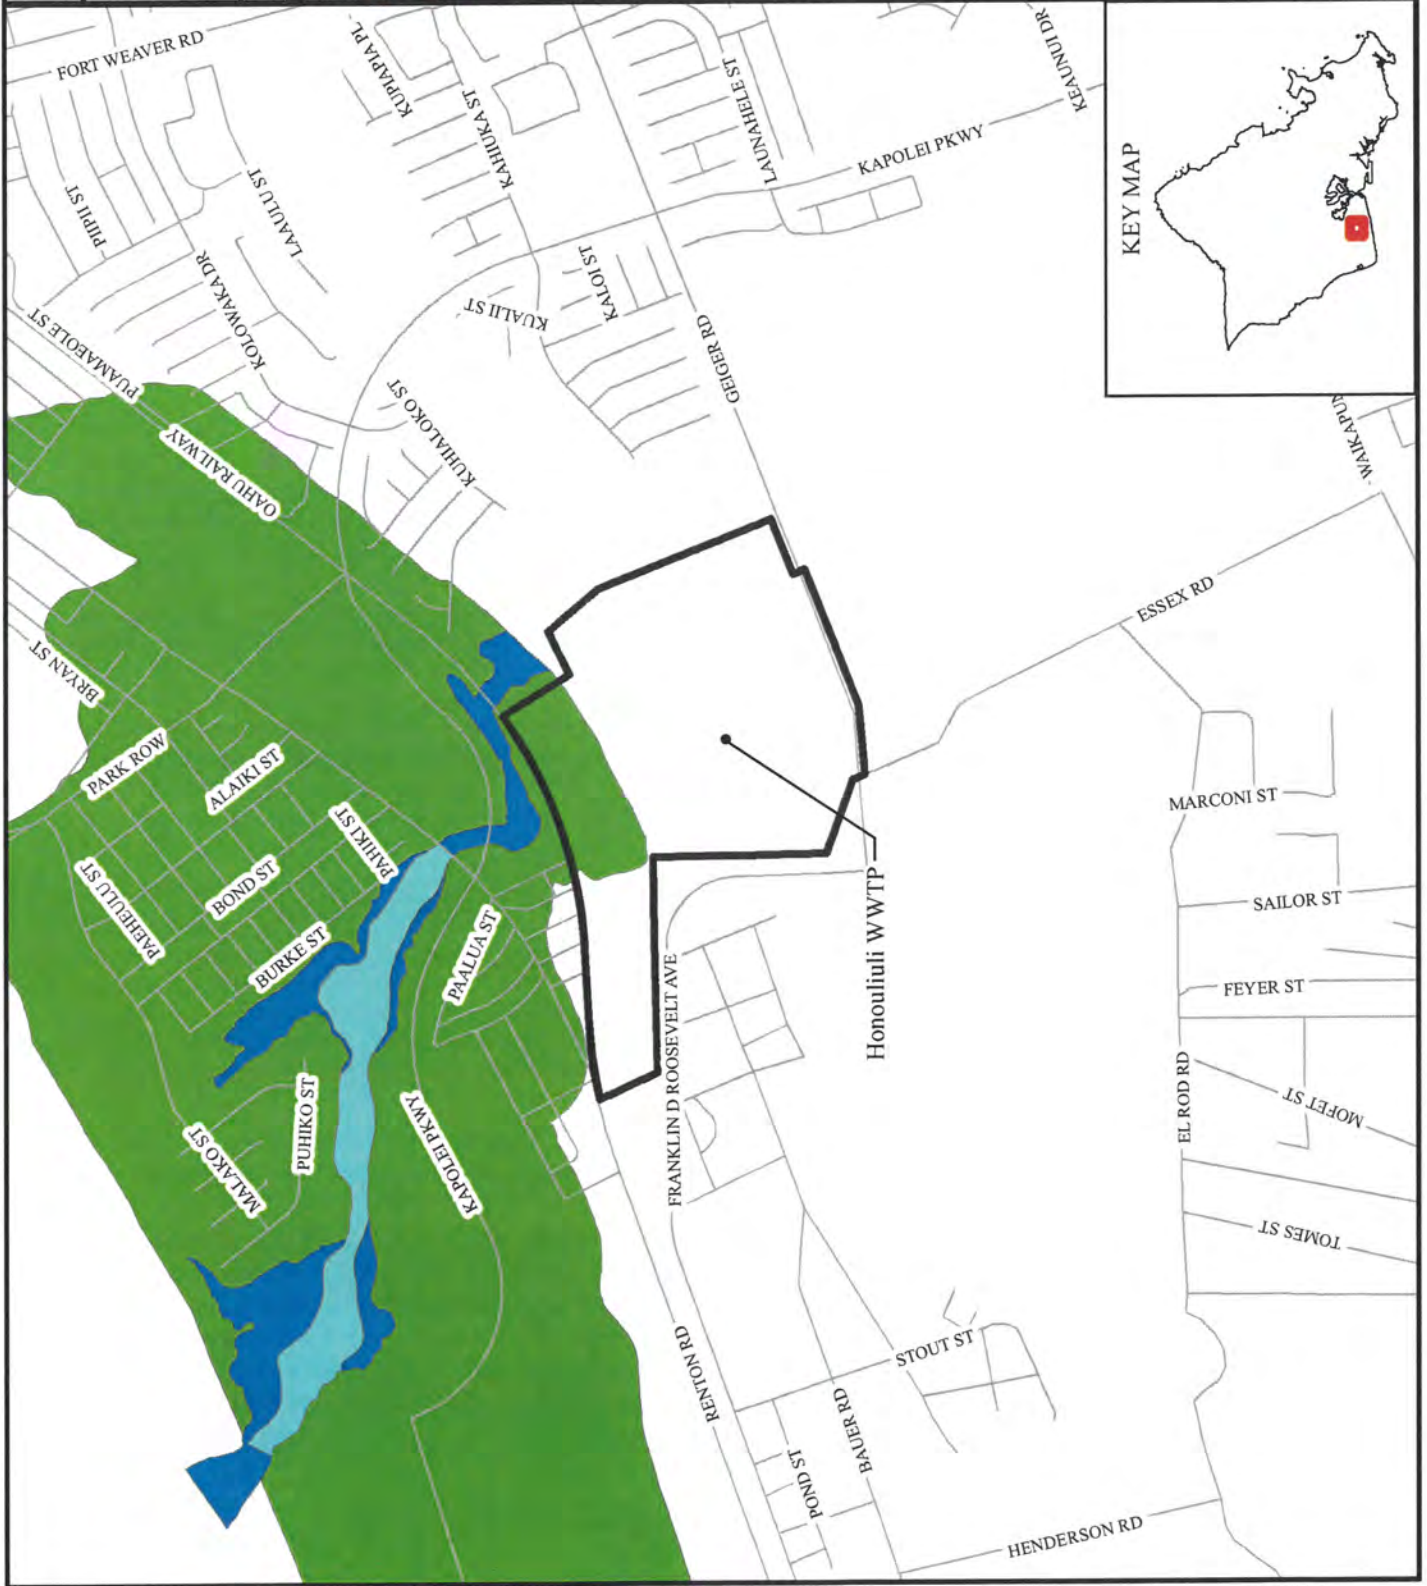 FORT WEAVER RD
KUPIAPIA PL
KAHIUKA ST
LAUNAHELE ST
KEAUNUI DR
KAPOLEI PKWY
KEY MAP
PIIPII ST
LAAULU ST
KOLOWAKA DR
PUAMAEOLE ST
KUALII ST
KALOI ST
GEIGER RD
KUHIALOKO ST
OAHU RAILWAY
WAIKAPUN
BRYAN ST
ESSEX RD
PARK ROW
ALAIKI ST
PAHIKI ST
MARCONI ST
PAEHEULU ST
BOND ST
BURKE ST
PAALUA ST
Honouliuli WWTP
SAILOR ST
FEYER ST
FRANKLIN D ROOSEVELT AVE
MALAKO ST
PUHIKO ST
KAPOLEI PKWY
EL ROD RD
MOFET ST
TOMES ST
RENTON RD
STOUT ST
BAUER RD
POND ST
HENDERSON RD